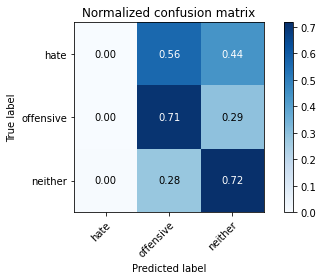 Normalized confusion matrix
True label
hate
0.00 0.56 0.44
offensive
0.00 0.71 0.29
neither
0.00 0.28 0.72
hate
offensive
neither
Predicted label
0.7
0.6
0.5
0.4
0.3
0.2
0.1
0.0